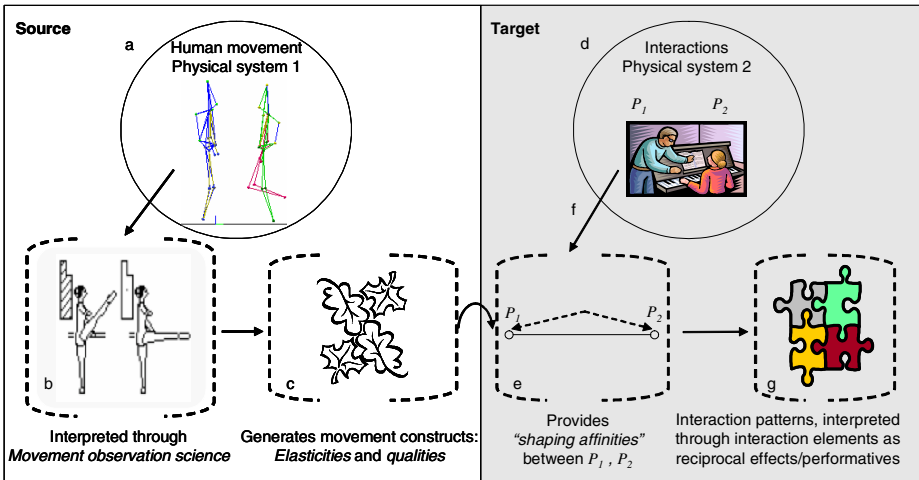 Source
a
Human movement
Physical system 1
b
Interpreted through
Movement observation science
c
Generates movement constructs:
Elasticities and qualities
Target
d
Interactions
Physical system 2
P1 P2
f
P1 P2
e
Provides
“shaping affinities”
between P1 , P2
g
Interaction patterns, interpreted
through interaction elements as
reciprocal effects/performatives